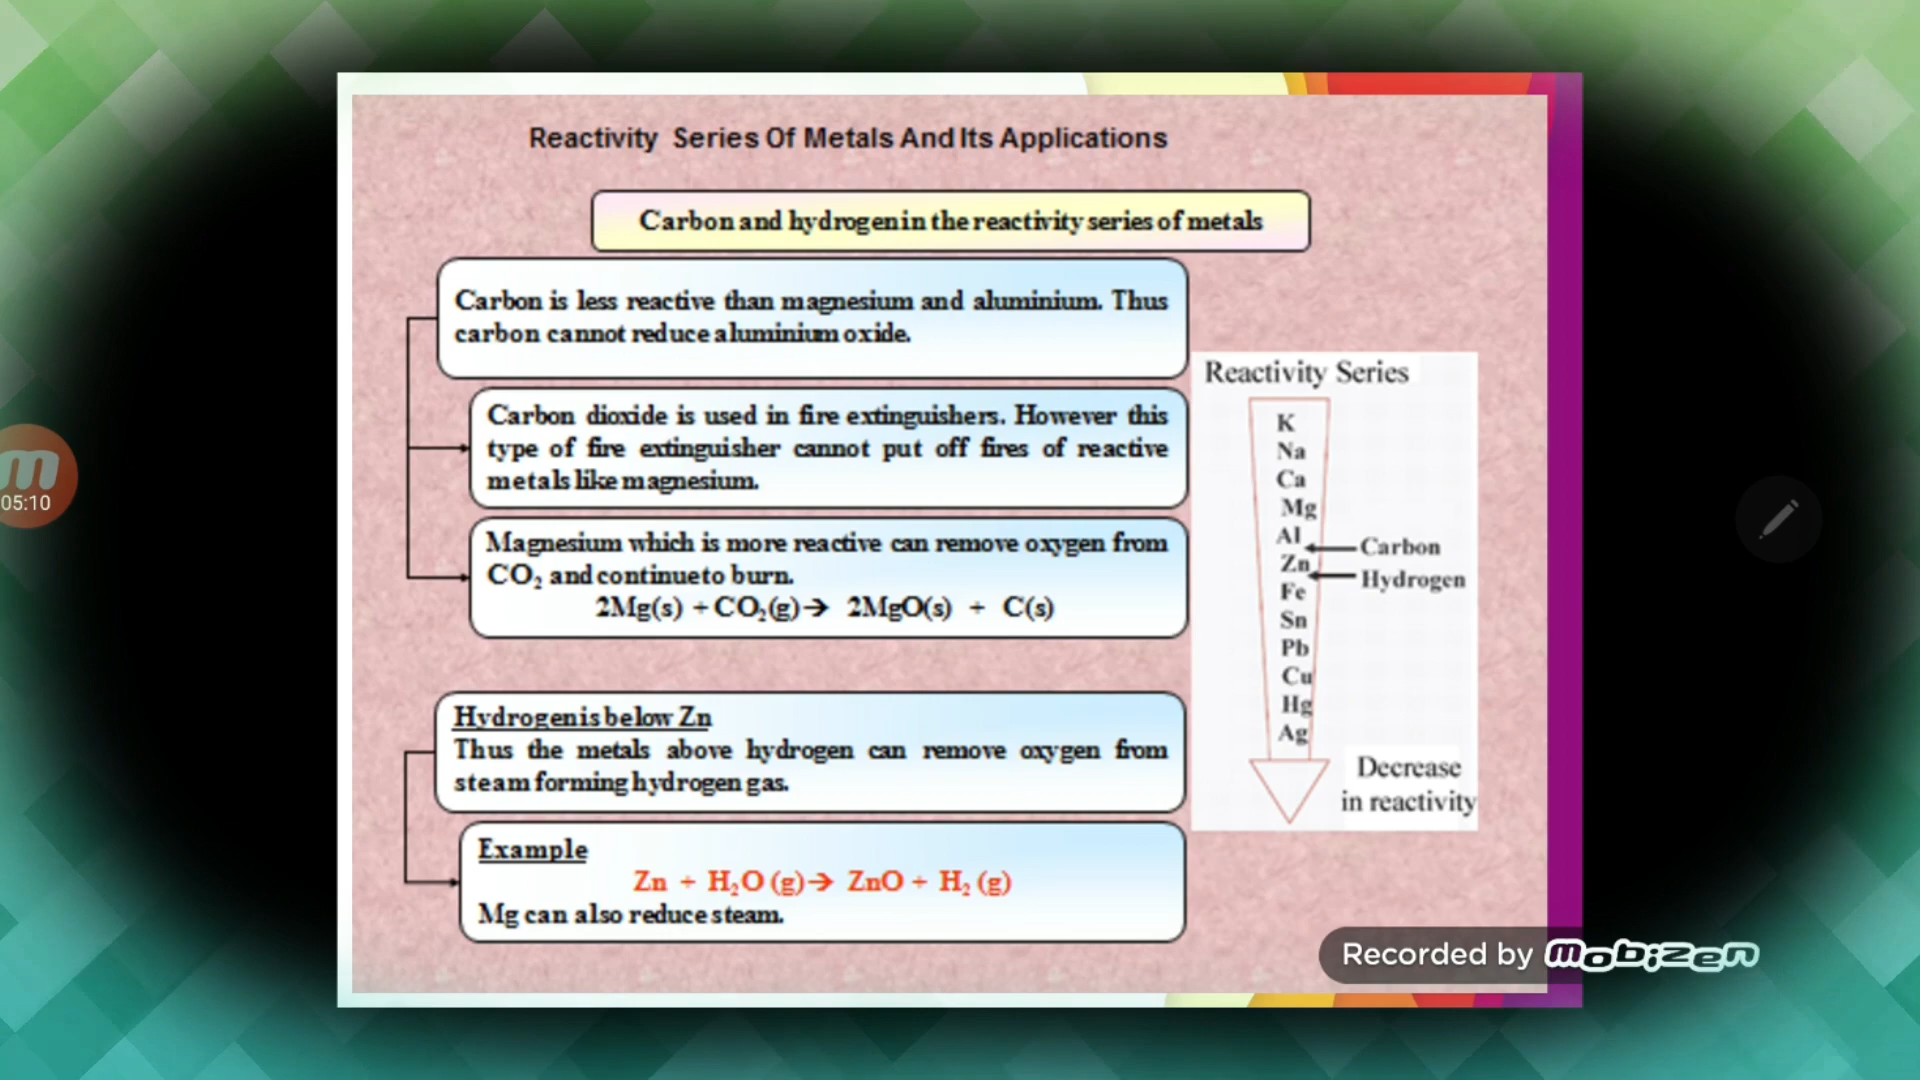 Reactivity Series Of Metals And Its Applications
Carbon and hydrogen in the reactivity series of metals
Carbon is less reactive than magnesium and aluminium. Thus
carbon cannot reduce aluminium oxide.
Carbon dioxide is used in fire extinguishers. However this
type of fire extinguisher cannot put off fires of reactive
metals like magnesium.
Magnesium which is more reactive can remove oxygen from
CO₂ and continue to burn.
2Mg(s) + CO₂(g)→ 2MgO(s) + C(s)
Hydrogen is below Zn
Thus the metals above hydrogen can remove oxygen from
steam forming hydrogen gas.
Example
Zn + H₂O (g)→ ZnO + H₂ (g)
Mg can also reduce steam.
Reactivity Series
K
Na
Ca
Mg
Al
Carbon
Zn
Hydrogen
Fe
Sn
Pb
Cu
Hg
Ag
Decrease
in reactivity
m
05:10
Recorded by mobizen